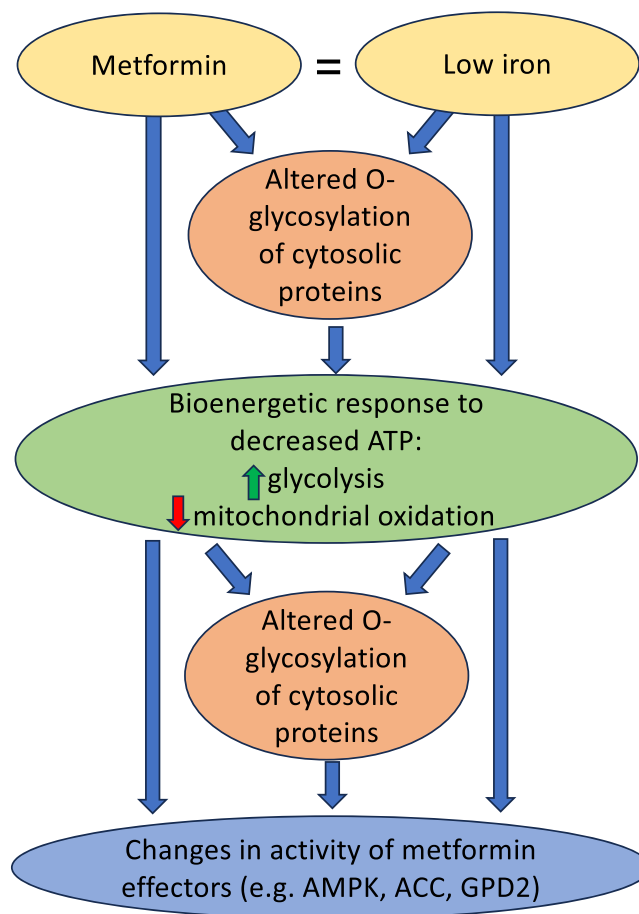 Metformin = Low iron
Altered O-
glycosylation
of cytosolic
proteins
Bioenergetic response to
decreased ATP:
glycolysis
mitochondrial oxidation
Altered O-
glycosylation
of cytosolic
proteins
Changes in activity of metformin
effectors (e.g. AMPK, ACC, GPD2)